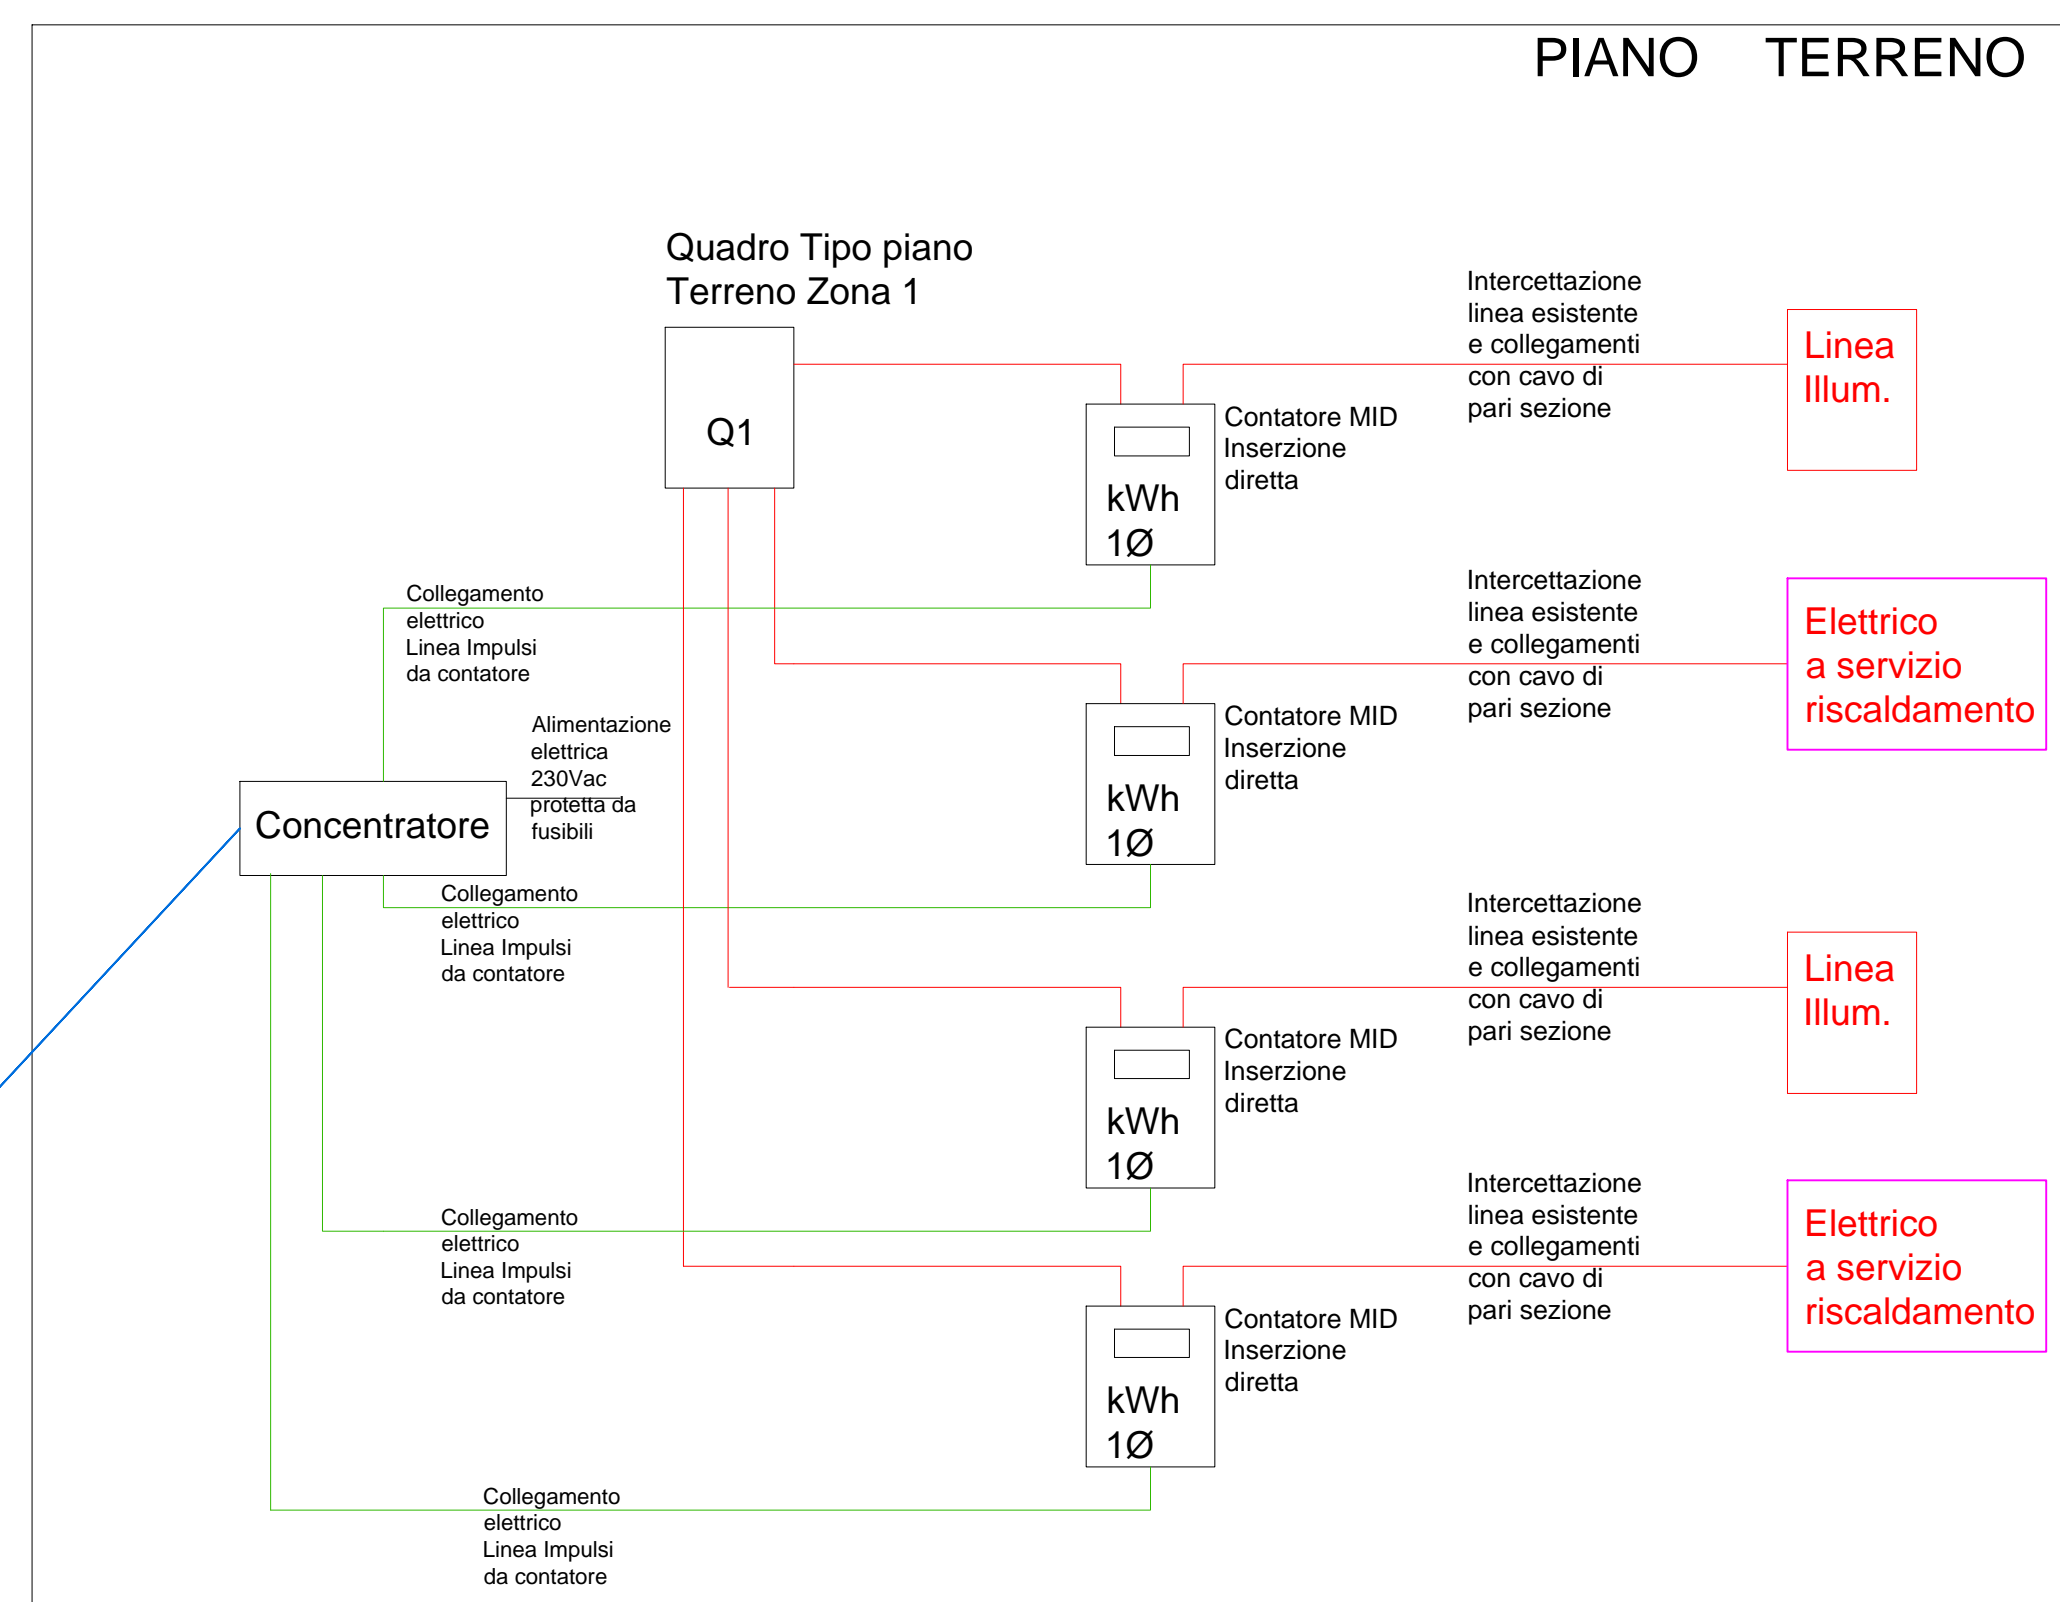 PIANO TERRENO
Quadro Tipo piano
Terreno Zona 1
Q1
Intercettazione
linea esistente
e collegamenti
con cavo di
pari sezione
Linea
Illum.
Contatore MID
Inserzione
diretta
kWh
1Ø
Collegamento
elettrico
Linea Impulsi
da contatore
Intercettazione
linea esistente
e collegamenti
con cavo di
pari sezione
Elettrico
a servizio
riscaldamento
Contatore MID
Inserzione
diretta
kWh
1Ø
Alimentazione
elettrica
230Vac
protetta da
fusibili
Concentratore
Collegamento
elettrico
Linea Impulsi
da contatore
Intercettazione
linea esistente
e collegamenti
con cavo di
pari sezione
Linea
Illum.
Contatore MID
Inserzione
diretta
kWh
1Ø
Collegamento
elettrico
Linea Impulsi
da contatore
Intercettazione
linea esistente
e collegamenti
con cavo di
pari sezione
Elettrico
a servizio
riscaldamento
Contatore MID
Inserzione
diretta
kWh
1Ø
Collegamento
elettrico
Linea Impulsi
da contatore